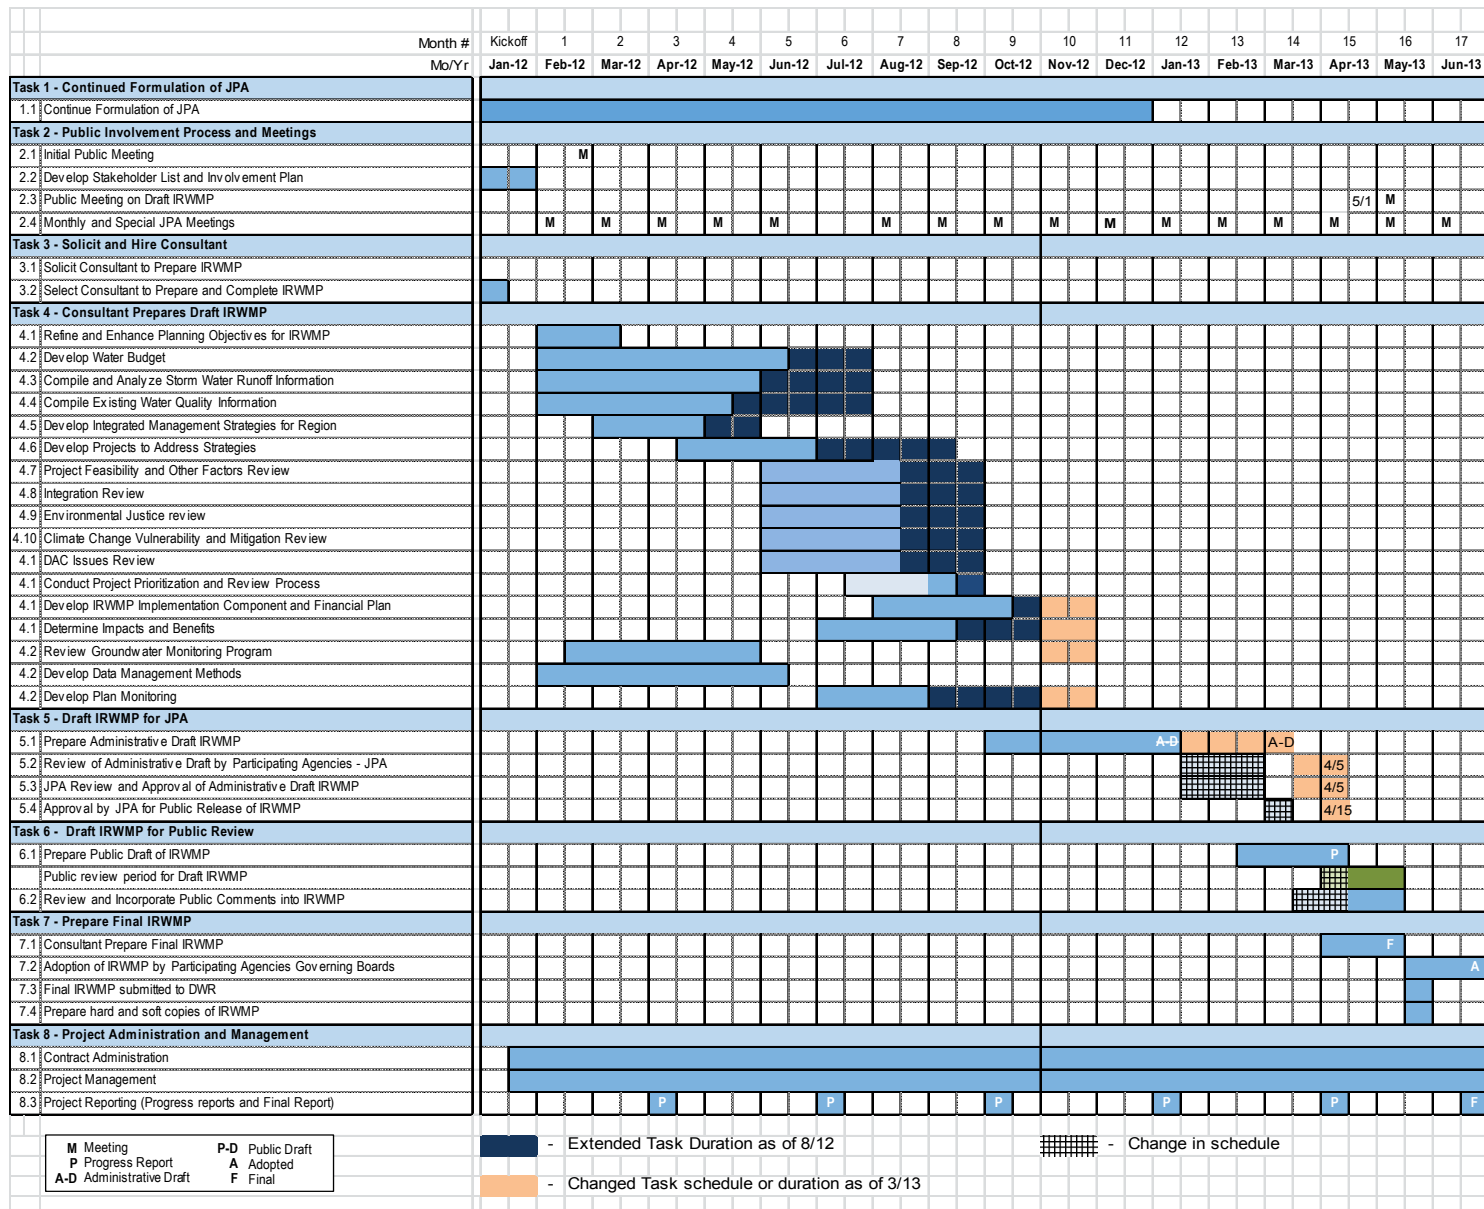 Month # Kickoff 1 2 3 4 5 6 7 8 9 10 11 12 13 14 15 16 17
Mo/Yr Jan-12 Feb-12 Mar-12 Apr-12 May-12 Jun-12 Jul-12 Aug-12 Sep-12 Oct-12 Nov-12 Dec-12 Jan-13 Feb-13 Mar-13 Apr-13 May-13 Jun-13
Task 1 - Continued Formulation of JPA
1.1 Continue Formulation of JPA
Task 2 - Public Involvement Process and Meetings
2.1 Initial Public Meeting M
2.2 Develop Stakeholder List and Involvement Plan
2.3 Public Meeting on Draft IRWMP 5/1 M
2.4 Monthly and Special JPA Meetings M M M M M M M M M M M M M M M M
Task 3 - Solicit and Hire Consultant
3.1 Solicit Consultant to Prepare IRWMP
3.2 Select Consultant to Prepare and Complete IRWMP
Task 4 - Consultant Prepares Draft IRWMP
4.1 Refine and Enhance Planning Objectives for IRWMP
4.2 Develop Water Budget
4.3 Compile and Analyze Storm Water Runoff Information
4.4 Compile Existing Water Quality Information
4.5 Develop Integrated Management Strategies for Region
4.6 Develop Projects to Address Strategies
4.7 Project Feasibility and Other Factors Review
4.8 Integration Review
4.9 Environmental Justice review
4.10 Climate Change Vulnerability and Mitigation Review
4.1 DAC Issues Review
4.1 Conduct Project Prioritization and Review Process
4.1 Develop IRWMP Implementation Component and Financial Plan
4.1 Determine Impacts and Benefits
4.2 Review Groundwater Monitoring Program
4.2 Develop Data Management Methods
4.2 Develop Plan Monitoring
Task 5 - Draft IRWMP for JPA
5.1 Prepare Administrative Draft IRWMP A-D A-D
5.2 Review of Administrative Draft by Participating Agencies - JPA 4/5
5.3 JPA Review and Approval of Administrative Draft IRWMP 4/5
5.4 Approval by JPA for Public Release of IRWMP 4/15
Task 6 - Draft IRWMP for Public Review
6.1 Prepare Public Draft of IRWMP P
Public review period for Draft IRWMP
6.2 Review and Incorporate Public Comments into IRWMP
Task 7 - Prepare Final IRWMP
7.1 Consultant Prepare Final IRWMP F
7.2 Adoption of IRWMP by Participating Agencies Governing Boards A
7.3 Final IRWMP submitted to DWR
7.4 Prepare hard and soft copies of IRWMP
Task 8 - Project Administration and Management
8.1 Contract Administration
8.2 Project Management
8.3 Project Reporting (Progress reports and Final Report) P P P P P F
M Meeting P-D Public Draft
P Progress Report A Adopted
A-D Administrative Draft F Final
- Extended Task Duration as of 8/12
- Change in schedule
- Changed Task schedule or duration as of 3/13